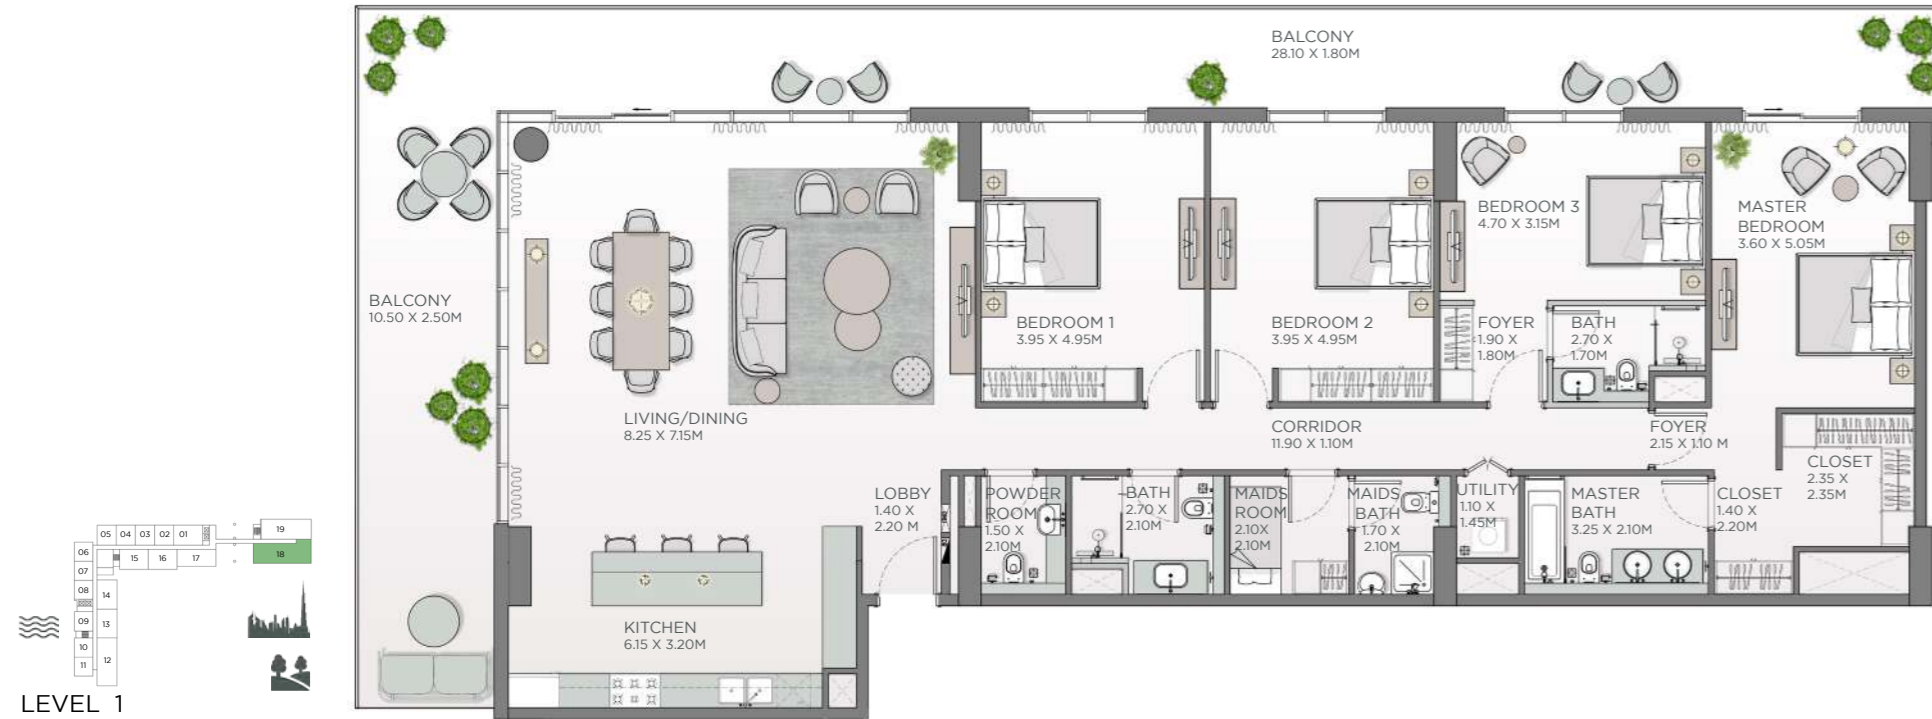 BALCONY
28.10 X 1.80M
BALCONY
10.50 X 2.50M
LIVING/DINING
8.25 X 7.15M
BEDROOM 1
3.95 X 4.95M
BEDROOM 2
3.95 X 4.95M
BEDROOM 3
4.70 X 3.15M
MASTER
BEDROOM
3.60 X 5.05M
FOYER
1.90 X
1.80M
BATH
2.70 X
1.70M
CORRIDOR
11.90 X 1.10M
FOYER
2.15 X 1.10 M
CLOSET
2.35 X
2.35M
LOBBY
1.40 X
2.20 M
POWDER
ROOM
1.50 X
2.10M
BATH
2.70 X
2.10M
MAIDS
ROOM
2.10X
2.10M
MAIDS
BATH
1.70 X
2.10M
UTILITY
1.10 X
1.45M
MASTER
BATH
3.25 X 2.10M
CLOSET
1.40 X
2.20M
KITCHEN
6.15 X 3.20M
05 04 03 02 01
19
06
15 16 17
18
07
08
14
09
13
10
12
11
LEVEL 1